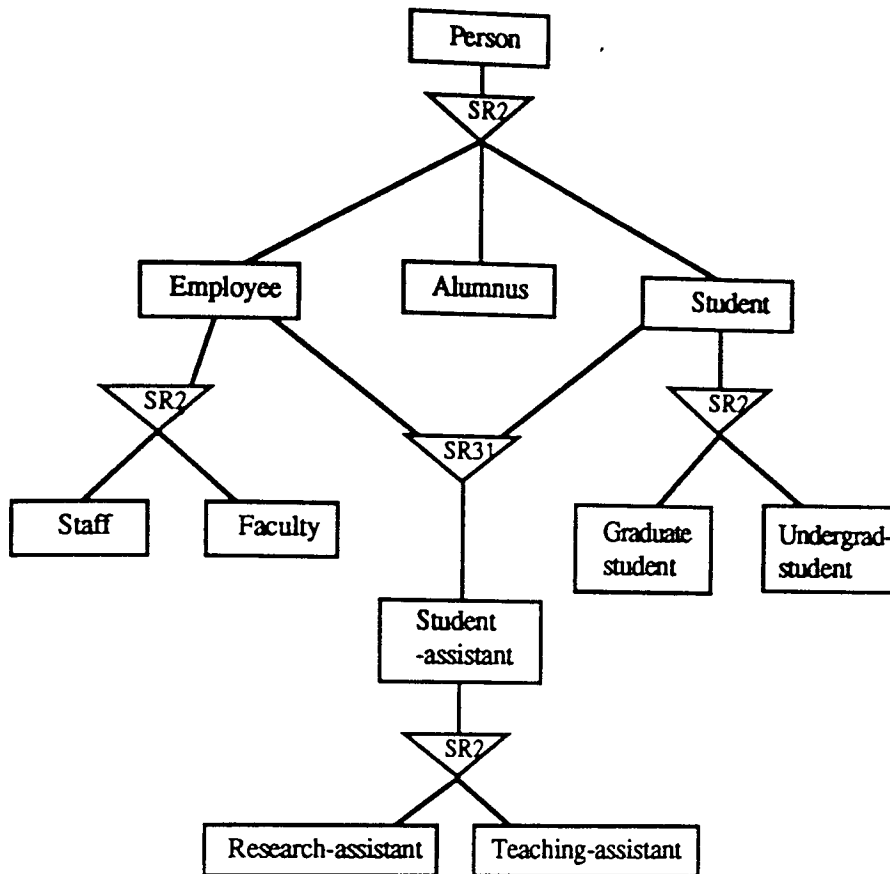 Person
SR2
Employee
Alumnus
Student
SR2
SR31
SR2
Staff
Faculty
Graduate
student
Undergrad-
student
Student
-assistant
SR2
Research-assistant
Teaching-assistant